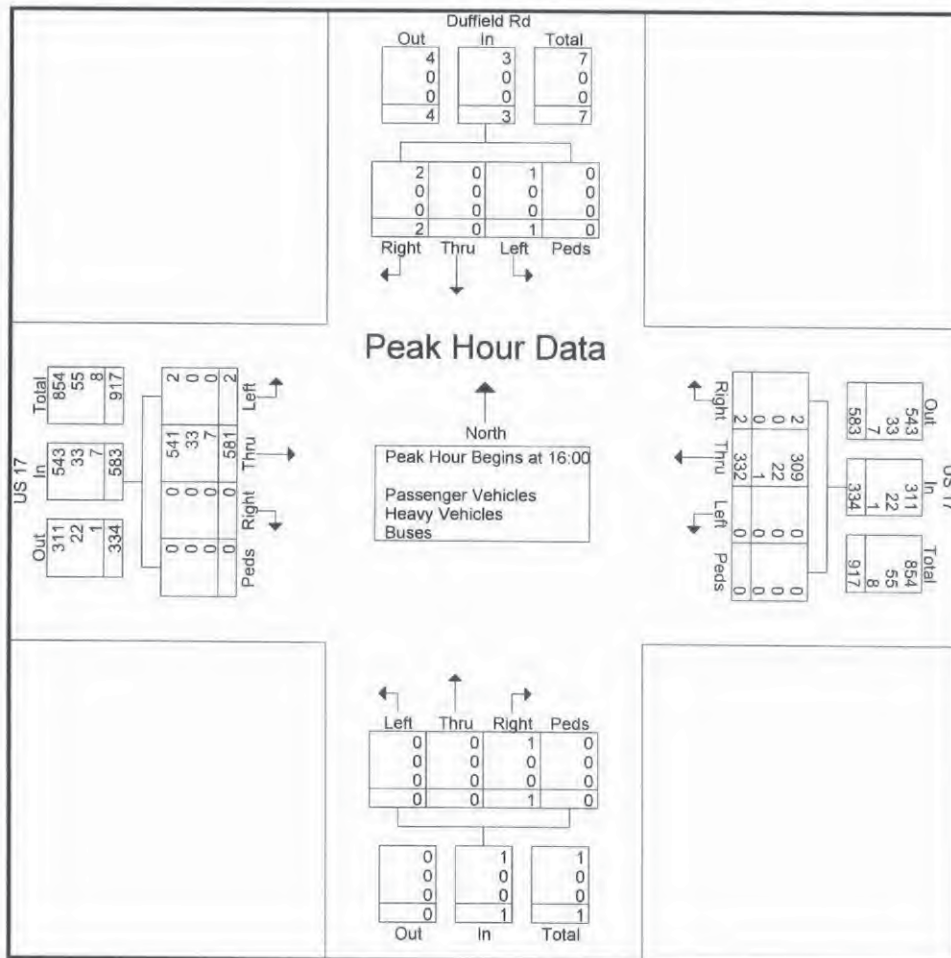 Duffield Rd
Out In Total
4 3 7
0 0 0
0 0 0
4 3 7
2 0 1 0
0 0 0 0
0 0 0 0
2 0 1 0
Right Thru Left Peds
Peak Hour Data
US 17
Out In Total
311 543 854
22 33 55
1 7 8
334 583 917
0 0 541 2
0 0 33 0
0 0 7 0
0 0 581 2
Peds Right Thru Left
North
Peak Hour Begins at 16:00
Passenger Vehicles
Heavy Vehicles
Buses
US 17
Out In Total
543 311 854
33 22 55
7 1 8
583 334 917
2 309 0 0
0 22 0 0
0 1 0 0
2 332 0 0
Right Thru Left Peds
Left Thru Right Peds
0 0 1 0
0 0 0 0
0 0 0 0
0 0 1 0
0 1 1
0 0 0
0 0 0
0 1 1
Out In Total